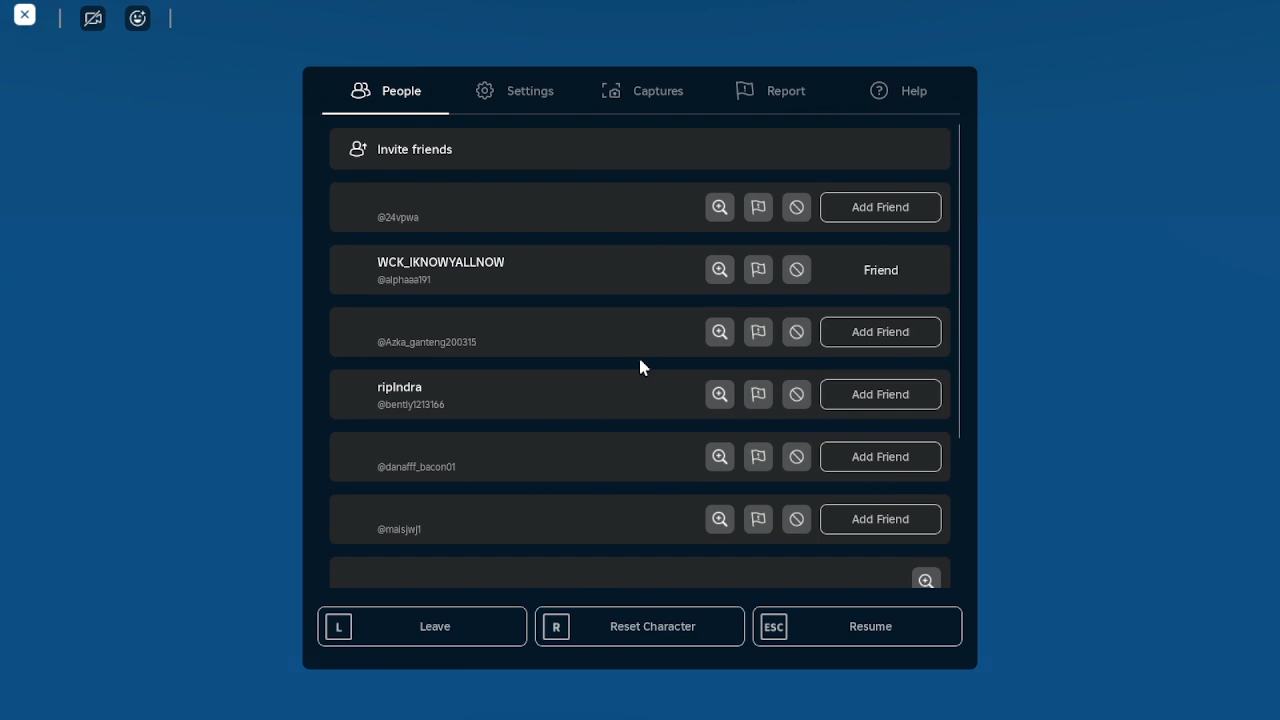 People
Settings
Captures
Report
Help
Invite friends
@24vpwa
Add Friend
WCK_IKNOWYALLNOW
@alphaaa191
Friend
@Azka_ganteng200315
Add Friend
ripIndra
@bently1213166
Add Friend
@danafff_bacon01
Add Friend
@maisjwj1
Add Friend
L
Leave
R
Reset Character
ESC
Resume